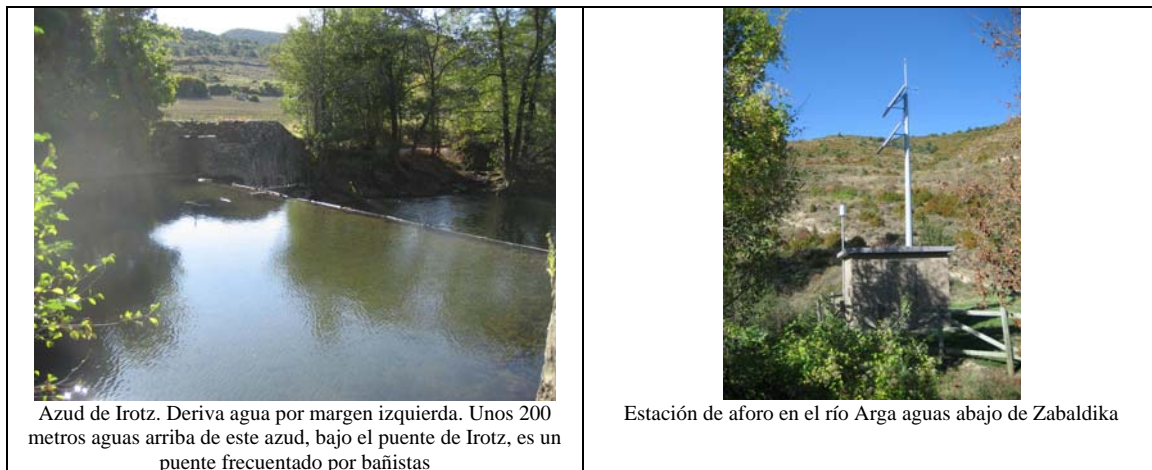 Azud de Irotz. Deriva agua por margen izquierda. Unos 200
metros aguas arriba de este azud, bajo el puente de Irotz, es un
puente frecuentado por bañistas
Estación de aforo en el río Arga aguas abajo de Zabaldika